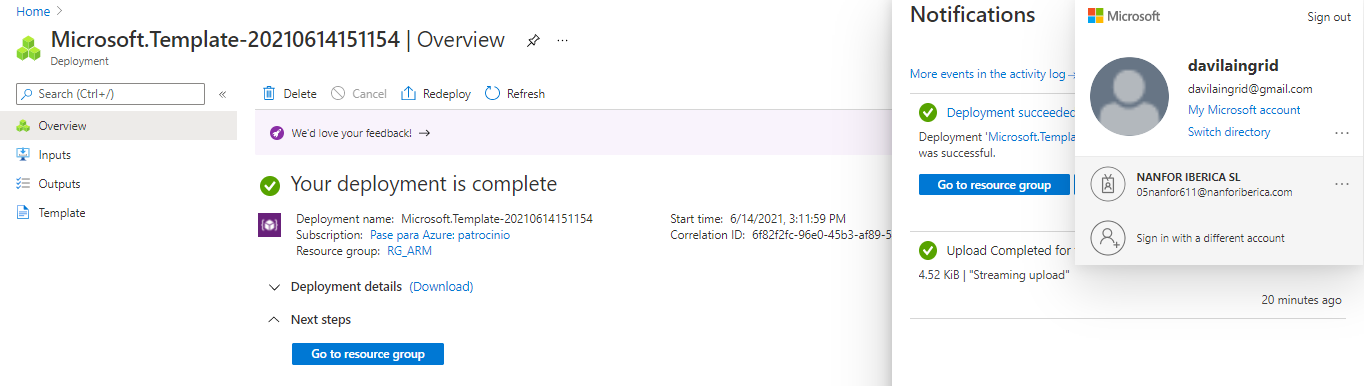 Home >
Microsoft.Template-20210614151154 | Overview
Deployment
Search (Ctrl+/)
«
Overview
Inputs
Outputs
Template
Delete
Cancel
Redeploy
Refresh
We'd love your feedback! →
Your deployment is complete
Deployment name: Microsoft.Template-20210614151154
Subscription: Pase para Azure: patrocinio
Resource group: RG_ARM
Start time: 6/14/2021, 3:11:59 PM
Correlation ID: 6f82f2fc-96e0-45b3-af89-5
Deployment details (Download)
Next steps
Go to resource group
Notifications
More events in the activity log →
Deployment succeeded
Deployment 'Microsoft.Templa
was successful.
Go to resource group
Upload Completed for
4.52 KiB | "Streaming upload"
20 minutes ago
Microsoft
Sign out
davilaingrid
davilaingrid@gmail.com
My Microsoft account
Switch directory
...
NANFOR IBERICA SL
05nanfor611@nanforiberica.com
...
Sign in with a different account